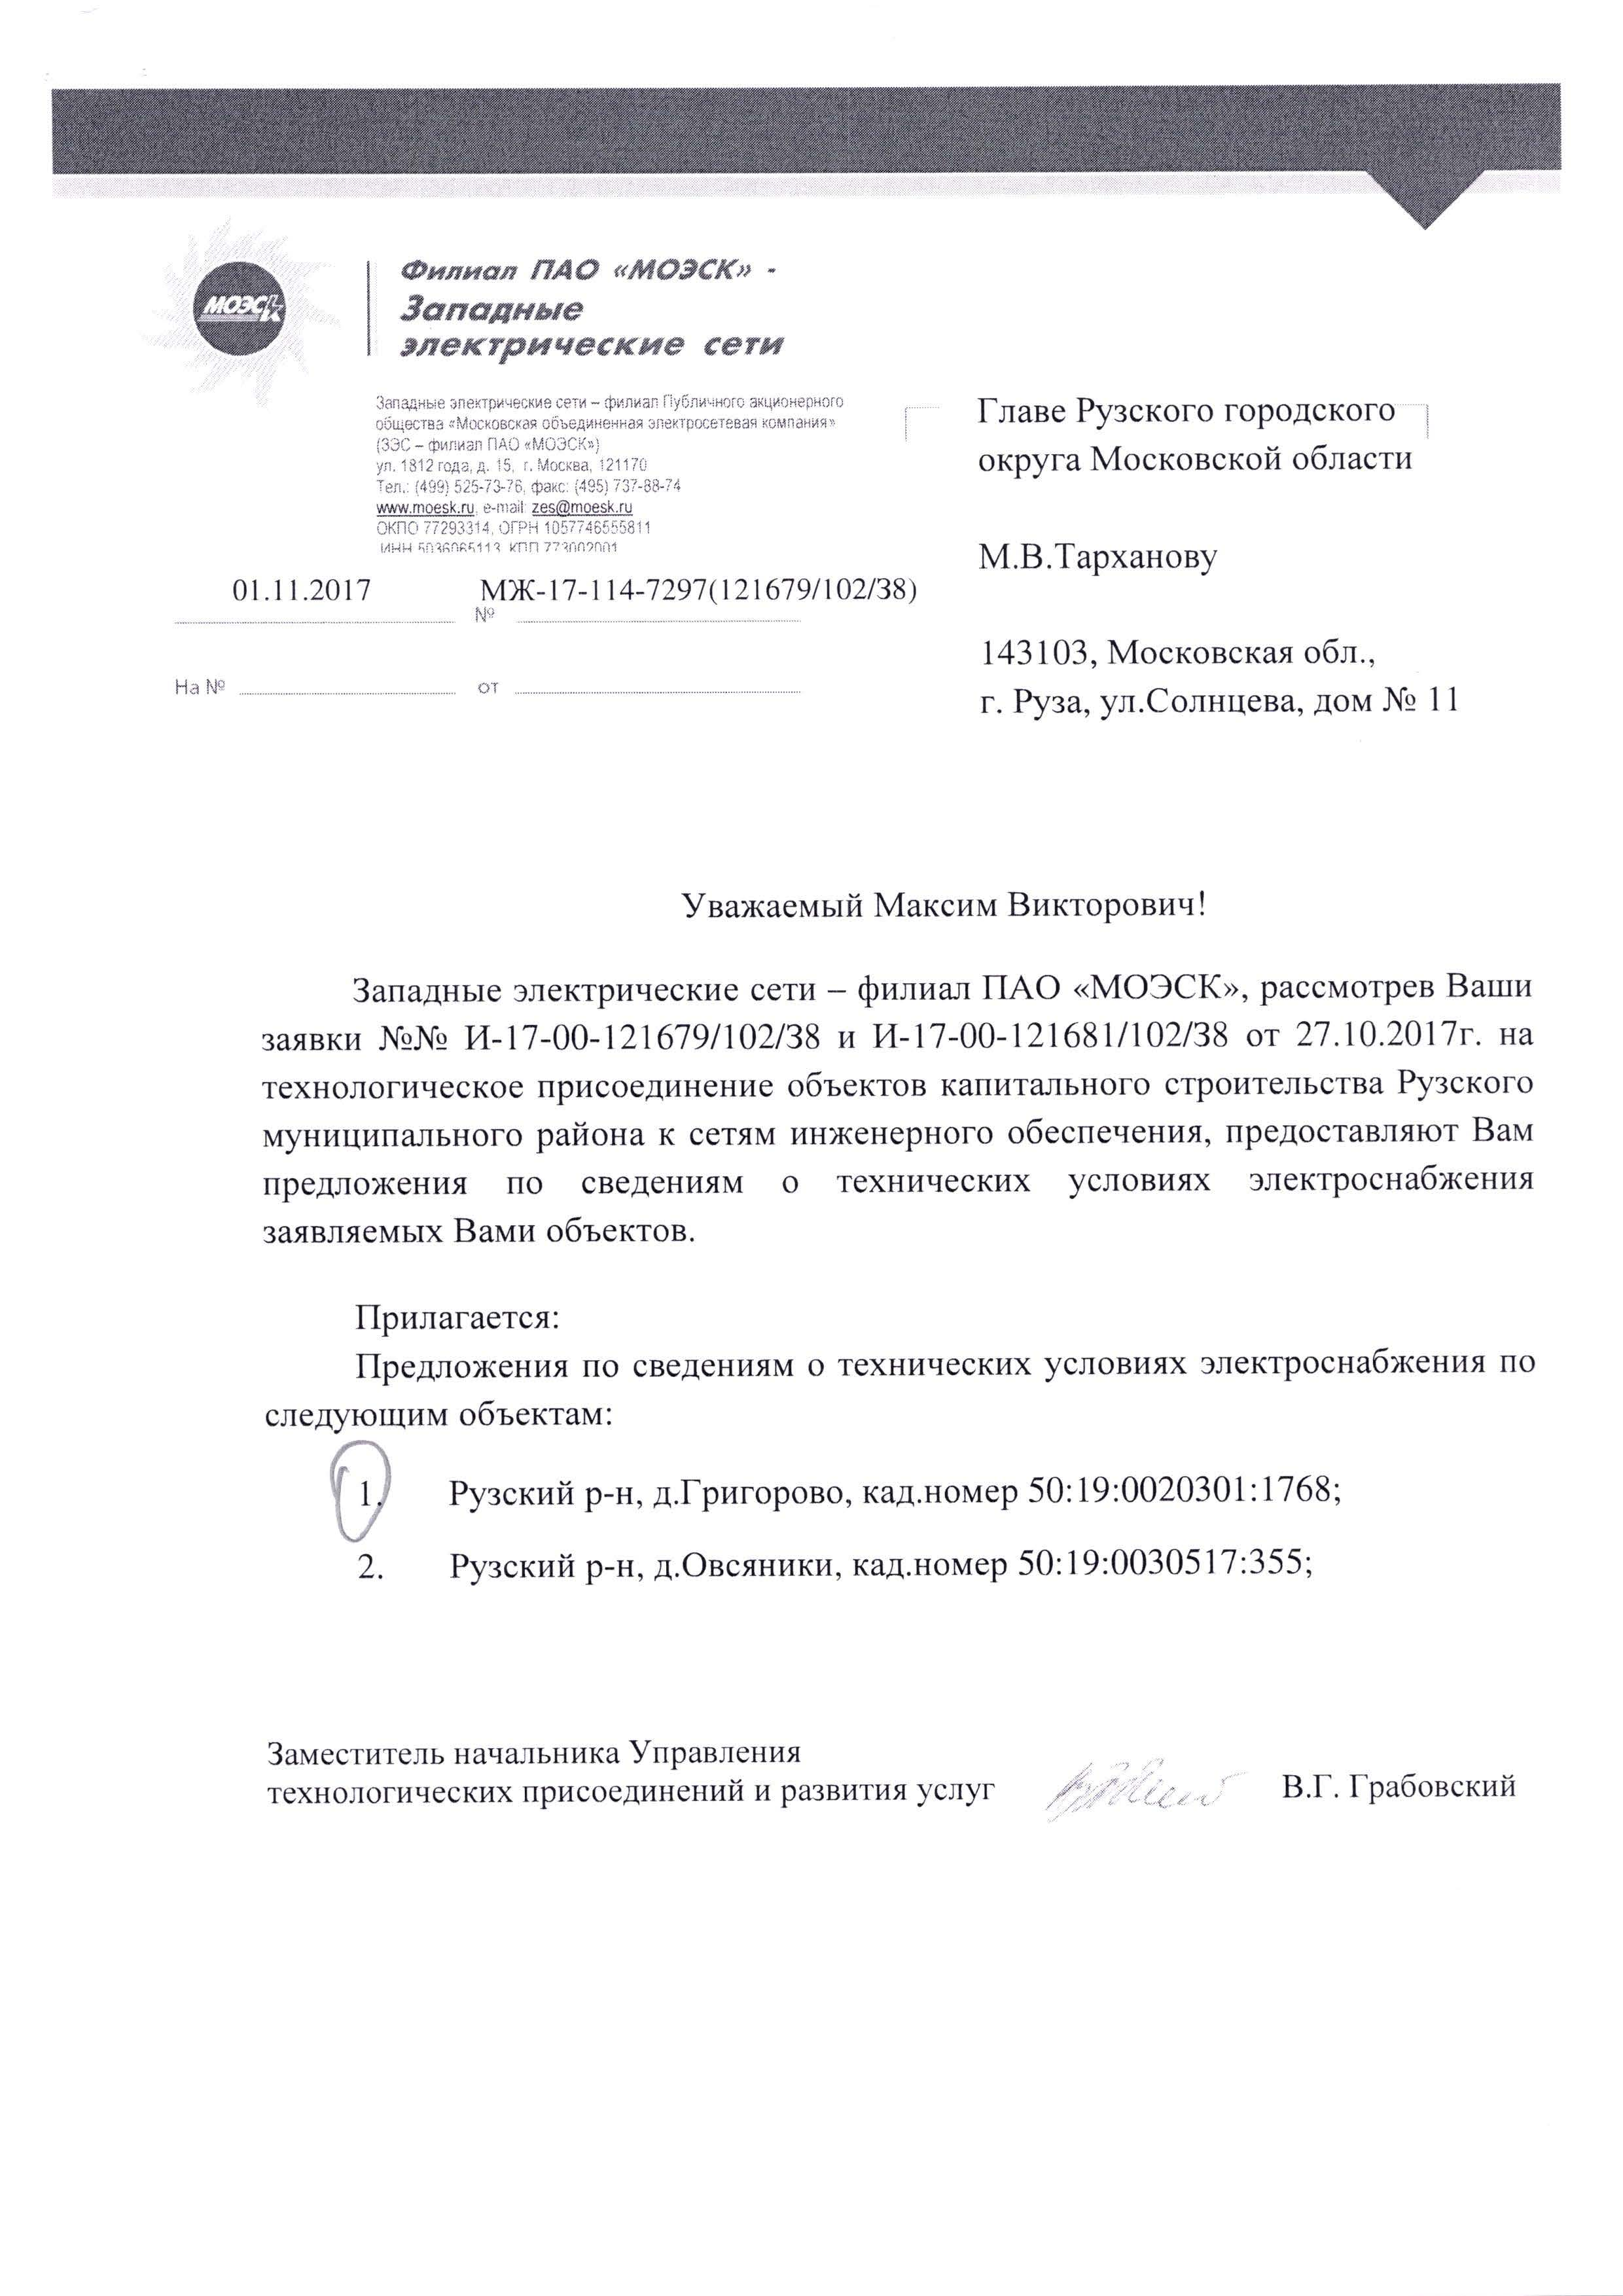 МОЭСК
Филиал ПАО «МОЭСК» -
Западные
электрические сети
Западные электрические сети – филиал Публичного акционерного
общества «Московская объединенная электросетевая компания»
(ЗЭС – филиал ПАО «МОЭСК»)
ул. 1812 года, д. 15, г. Москва, 121170
Тел.: (499) 525-73-76, факс: (495) 737-88-74
www.moesk.ru, e-mail: zes@moesk.ru
ОКПО 77293314, ОГРН 1057746555811
ИНН 5036065113 КПП 773002001
01.11.2017 МЖ-17-114-7297(121679/102/З8)
№
На № от
Главе Рузского городского
округа Московской области
М.В.Тарханову
143103, Московская обл.,
г. Руза, ул.Солнцева, дом № 11
Уважаемый Максим Викторович!
Западные электрические сети – филиал ПАО «МОЭСК», рассмотрев Ваши
заявки №№ И-17-00-121679/102/З8 и И-17-00-121681/102/З8 от 27.10.2017г. на
технологическое присоединение объектов капитального строительства Рузского
муниципального района к сетям инженерного обеспечения, предоставляют Вам
предложения по сведениям о технических условиях электроснабжения
заявляемых Вами объектов.
Прилагается:
Предложения по сведениям о технических условиях электроснабжения по
следующим объектам:
1. Рузский р-н, д.Григорово, кад.номер 50:19:0020301:1768;
2. Рузский р-н, д.Овсяники, кад.номер 50:19:0030517:355;
Заместитель начальника Управления
технологических присоединений и развития услуг В.Г. Грабовский